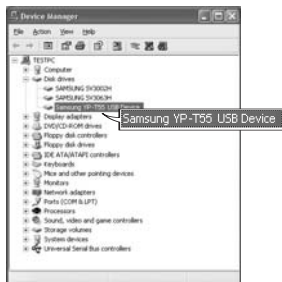 Device Manager
File Action View Help
TESTPC
Computer
Disk drives
SAMSUNG SV3002H
SAMSUNG SV3063H
Samsung YP-T55 USB Device
Samsung YP-T55 USB Device
Display adapters
DVD/CD-ROM drives
Floppy disk controllers
Floppy disk drives
IDE ATA/ATAPI controllers
Keyboards
Mice and other pointing devices
Monitors
Network adapters
Ports (COM & LPT)
Processors
Sound, video and game controllers
Storage volumes
System devices
Universal Serial Bus controllers